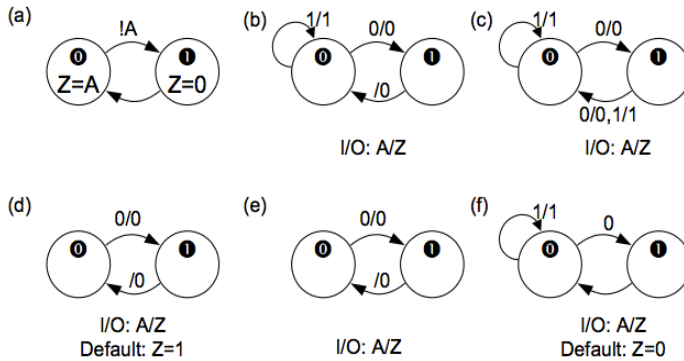 (a)
!A
0
Z=A
1
Z=0
(b)
1/1
0/0
0
1
/0
I/O: A/Z
(c)
1/1
0/0
0
1
0/0,1/1
I/O: A/Z
(d)
0/0
0
1
/0
I/O: A/Z
Default: Z=1
(e)
0/0
0
1
/0
I/O: A/Z
(f)
1/1
0
0
1
I/O: A/Z
Default: Z=0